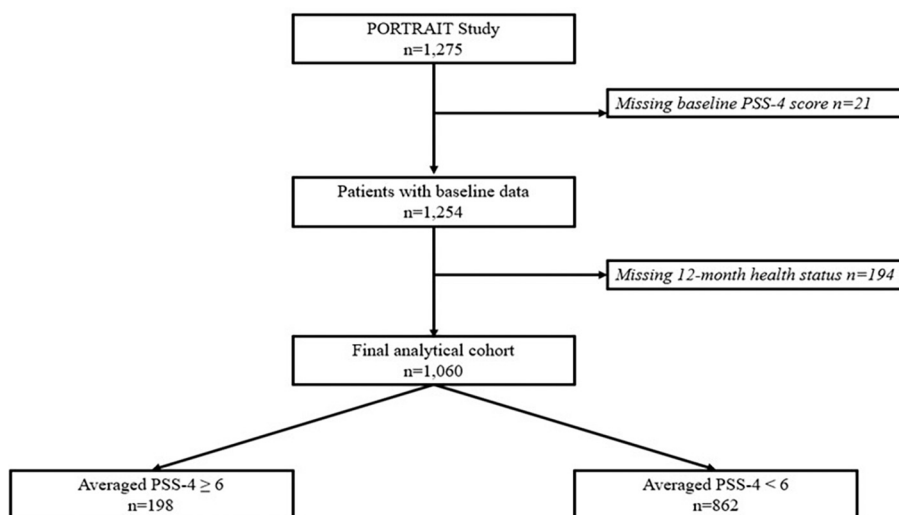 PORTRAIT Study
n=1,275
Missing baseline PSS-4 score n=21
Patients with baseline data
n=1,254
Missing 12-month health status n=194
Final analytical cohort
n=1,060
Averaged PSS-4 ≥ 6
n=198
Averaged PSS-4 < 6
n=862